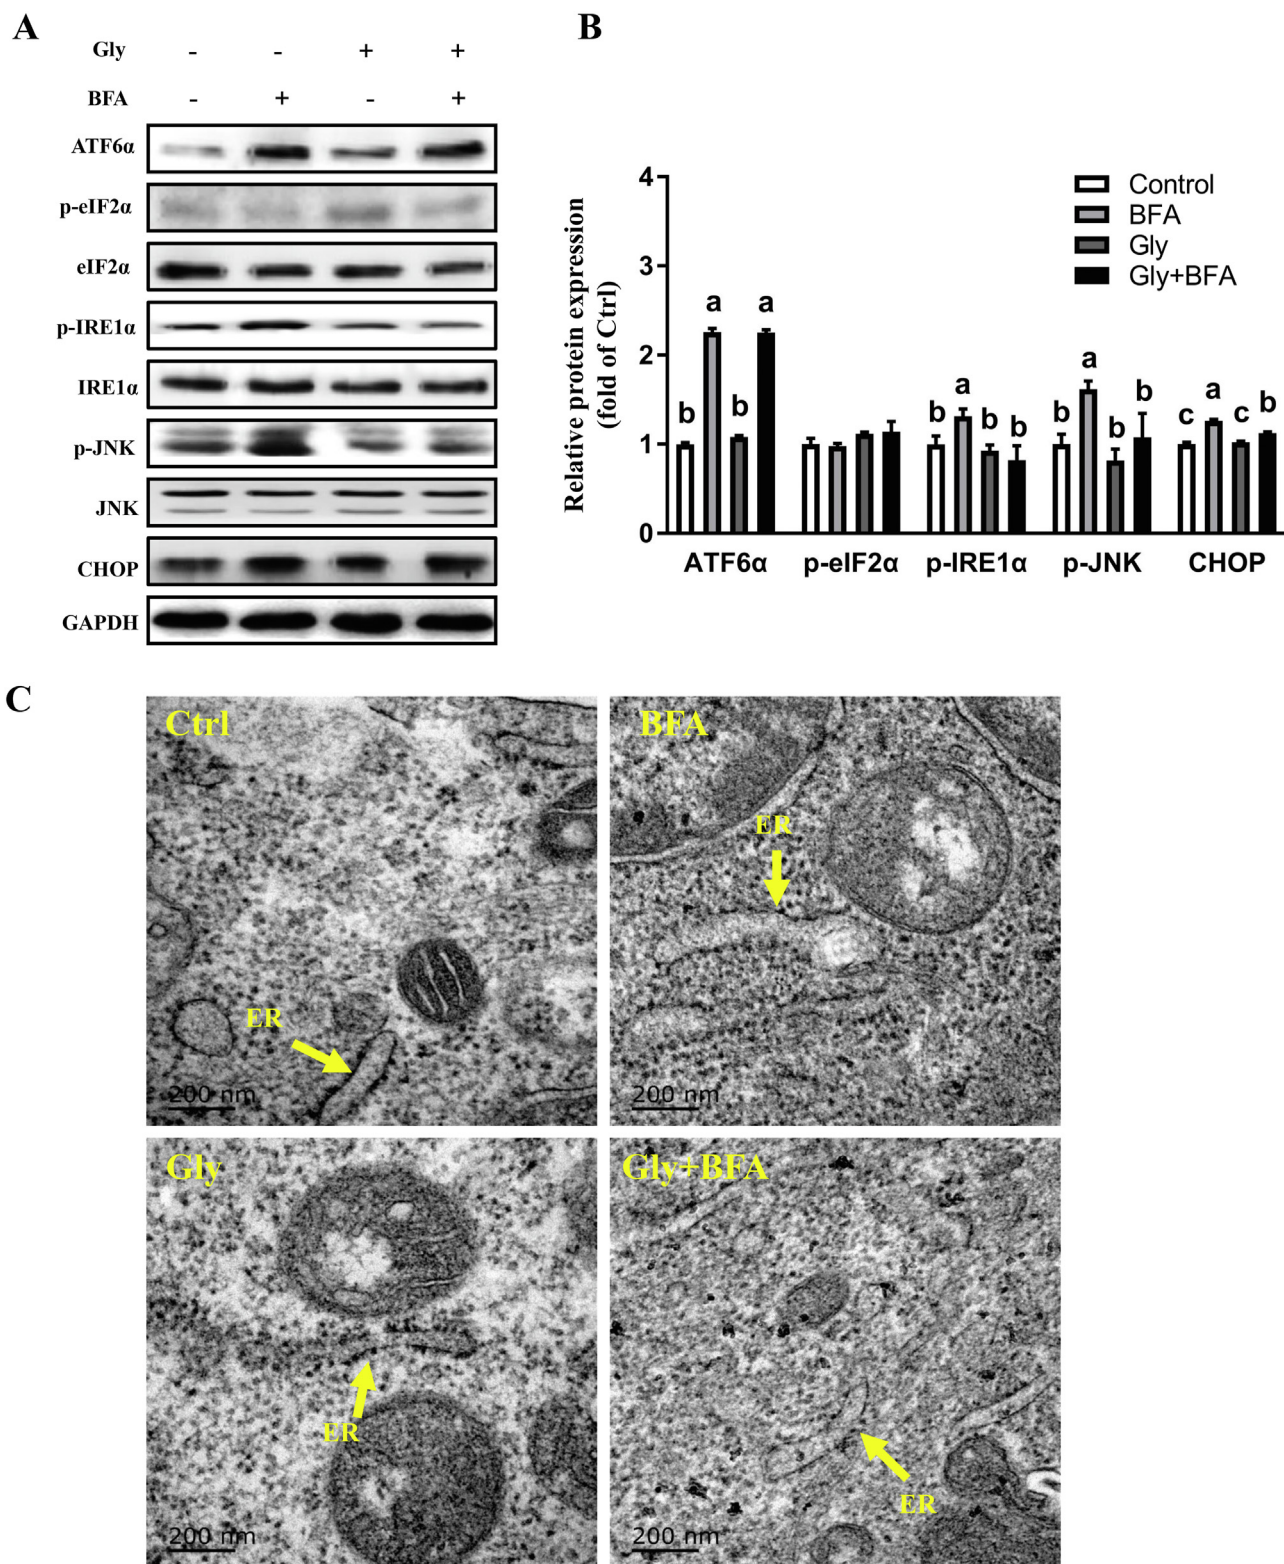 A
B
Gly - - + +
BFA - + - +
ATF6α
p-eIF2α
eIF2α
p-IRE1α
IRE1α
p-JNK
JNK
CHOP
GAPDH
Relative protein expression
(fold of Ctrl)
4
3
2
1
0
Control
BFA
Gly
Gly+BFA
b a b a
b a b b
b a b b
c a c b
ATF6α p-eIF2α p-IRE1α p-JNK CHOP
C
Ctrl
ER
200 nm
BFA
ER
200 nm
Gly
ER
200 nm
Gly+BFA
ER
200 nm